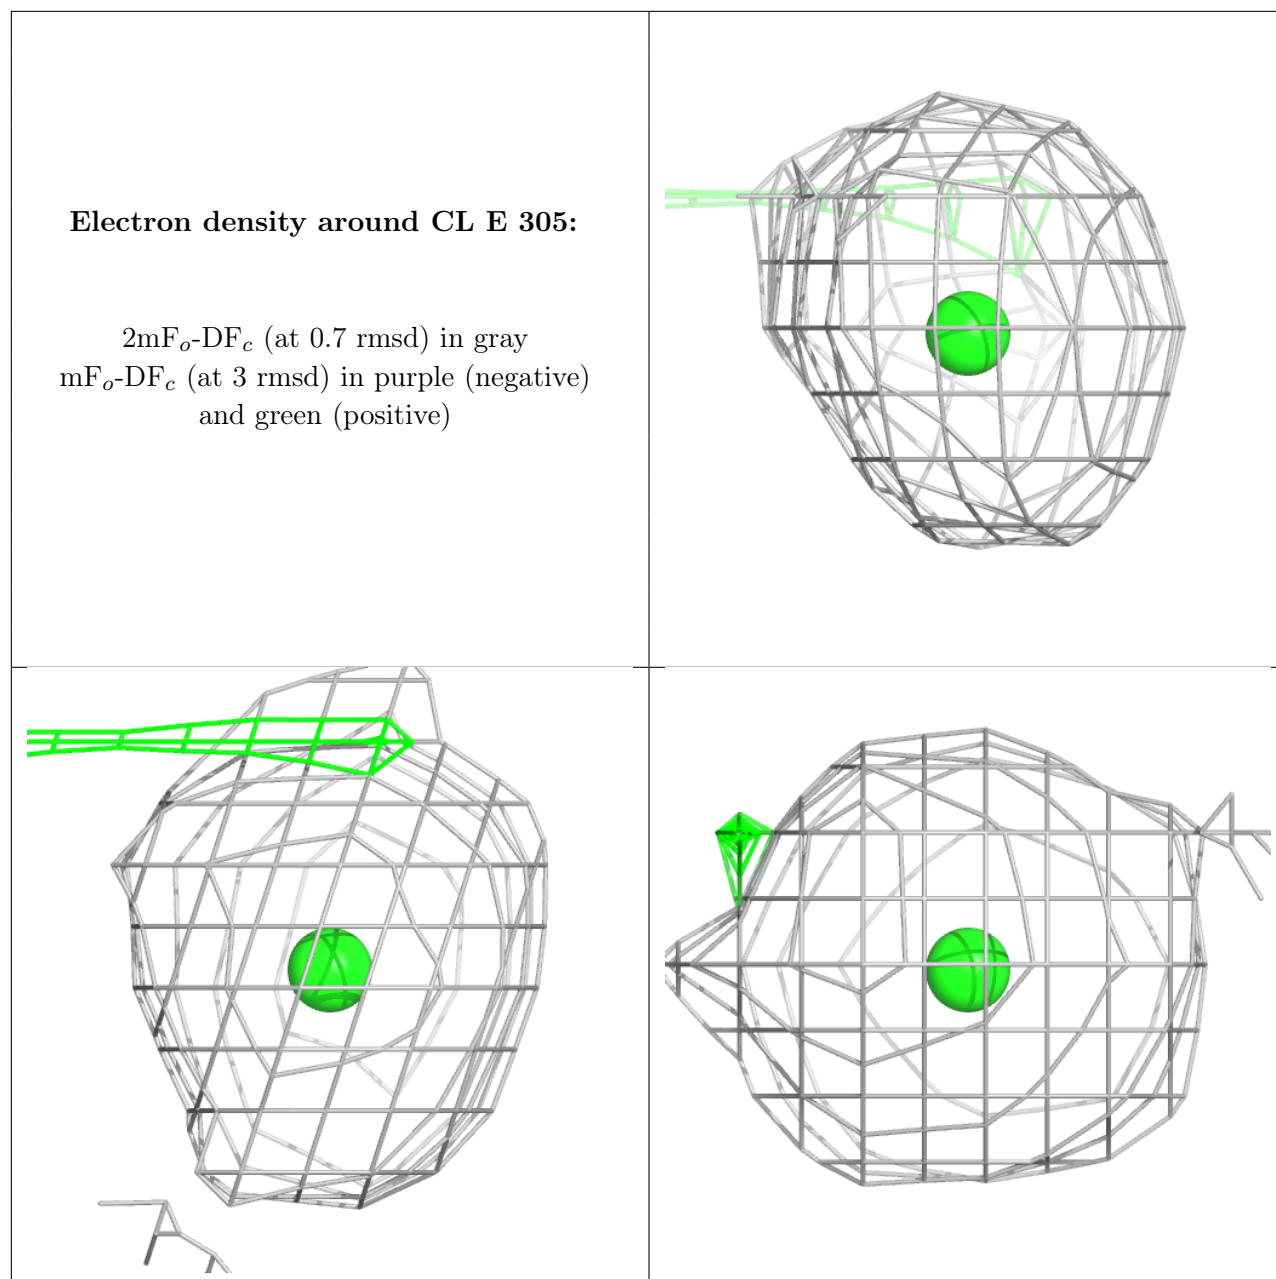 Electron density around CL E 305:
2mFₒ-DF𝒸 (at 0.7 rmsd) in gray
mFₒ-DF𝒸 (at 3 rmsd) in purple (negative)
and green (positive)